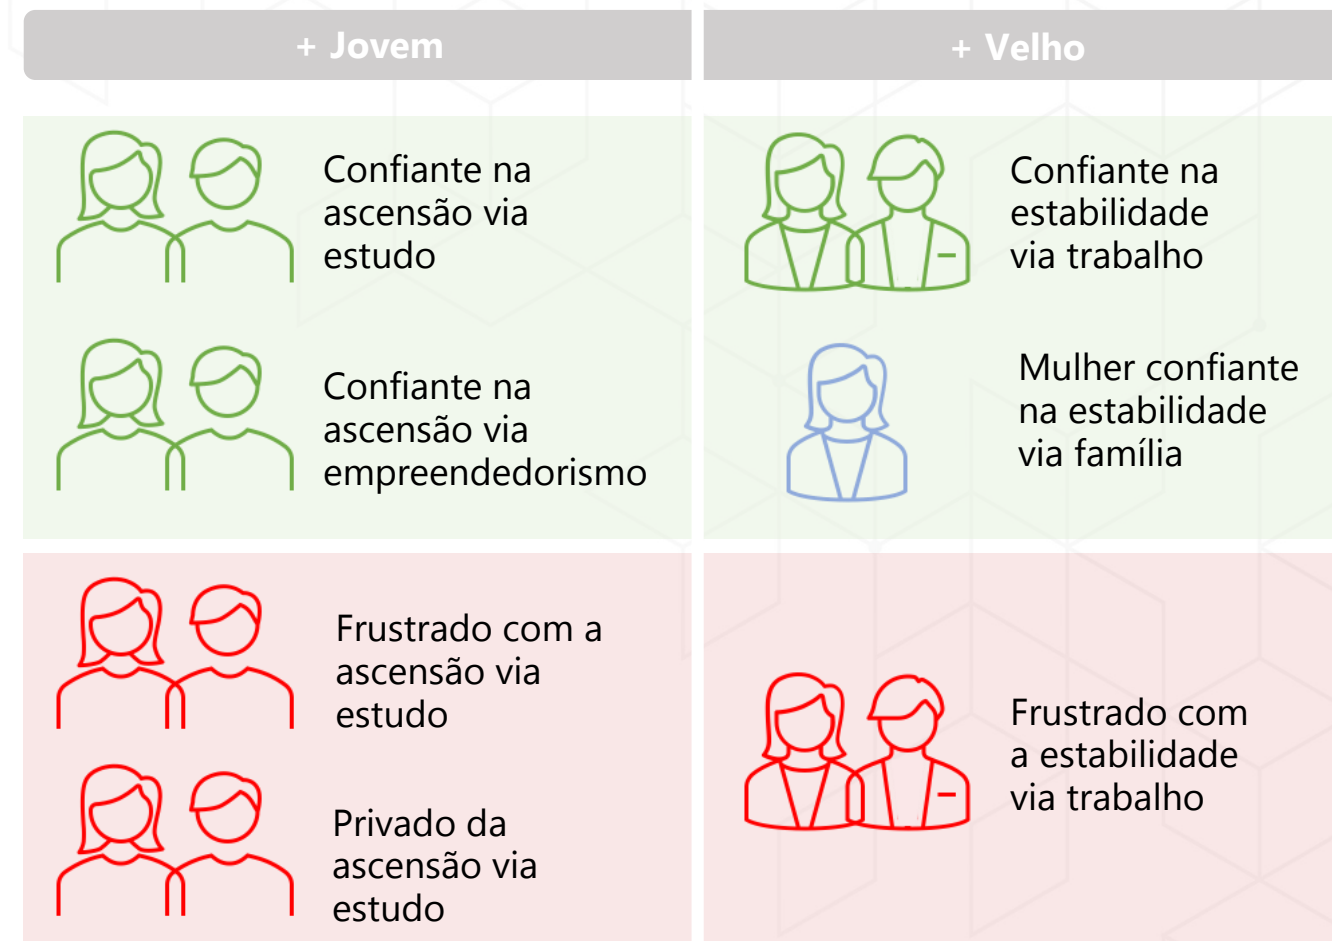 + Jovem
+ Velho
Confiante na
ascensão via
estudo
Confiante na
estabilidade
via trabalho
Confiante na
ascensão via
empreendedorismo
Mulher confiante
na estabilidade
via família
Frustrado com a
ascensão via
estudo
Frustrado com
a estabilidade
via trabalho
Privado da
ascensão via
estudo